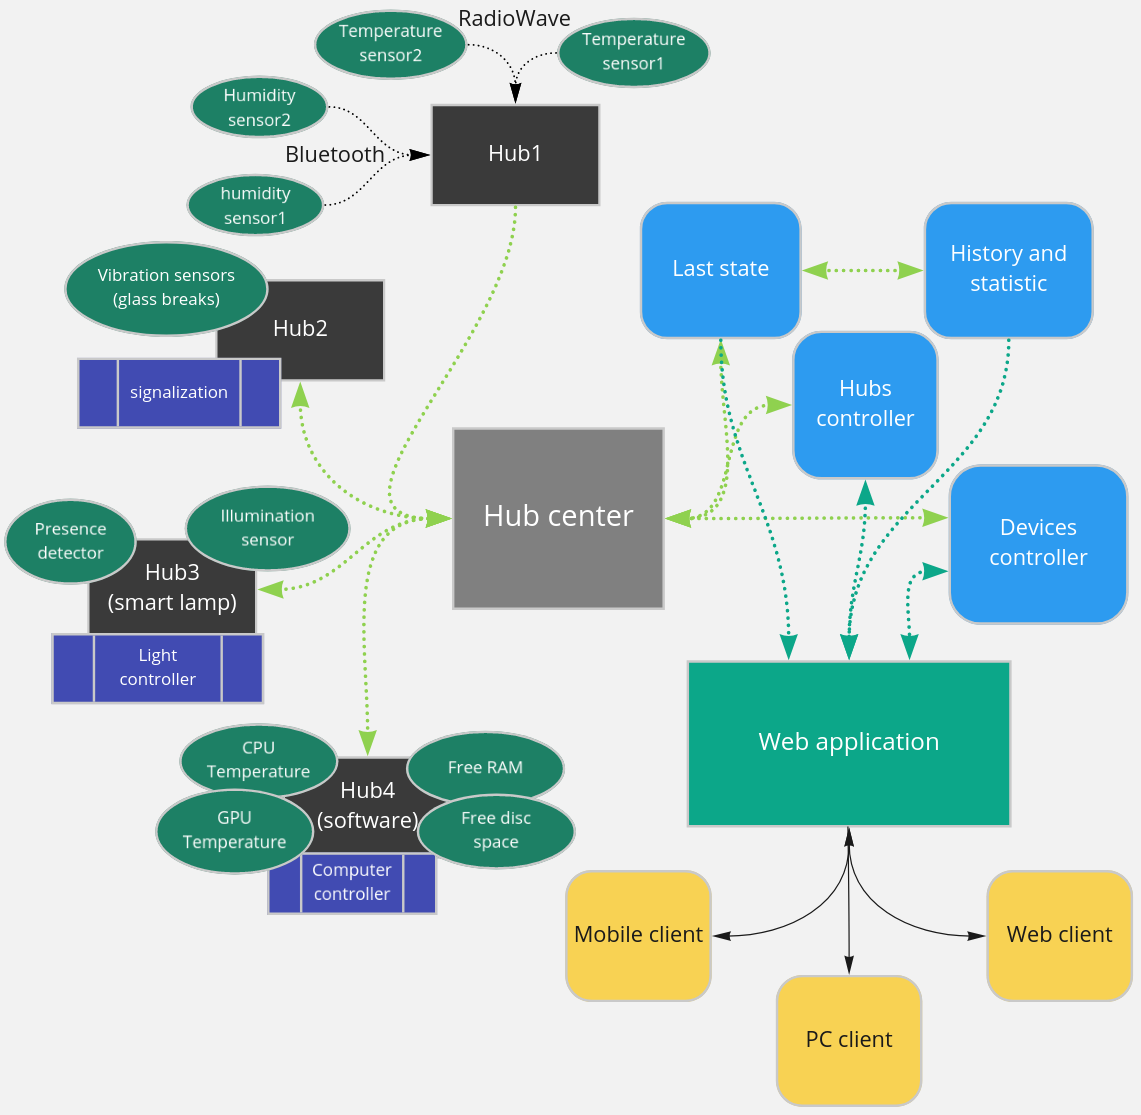 RadioWave
Temperature
sensor2
Temperature
sensor1
Humidity
sensor2
Bluetooth
Hub1
humidity
sensor1
Vibration sensors
(glass breaks)
Hub2
signalization
Last state
History and
statistic
Hubs
controller
Hub center
Devices
controller
Presence
detector
Illumination
sensor
Hub3
(smart lamp)
Light
controller
Web application
CPU
Temperature
Free RAM
Hub4
(software)
GPU
Temperature
Free disc
space
Computer
controller
Mobile client
Web client
PC client